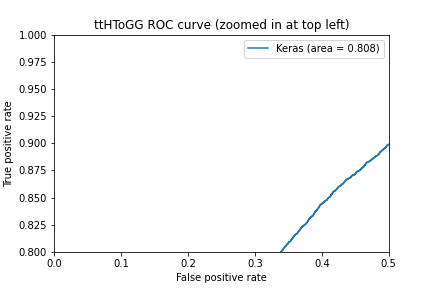 ttHToGG ROC curve (zoomed in at top left)
Keras (area = 0.808)
True positive rate
1.000
0.975
0.950
0.925
0.900
0.875
0.850
0.825
0.800
0.0 0.1 0.2 0.3 0.4 0.5
False positive rate